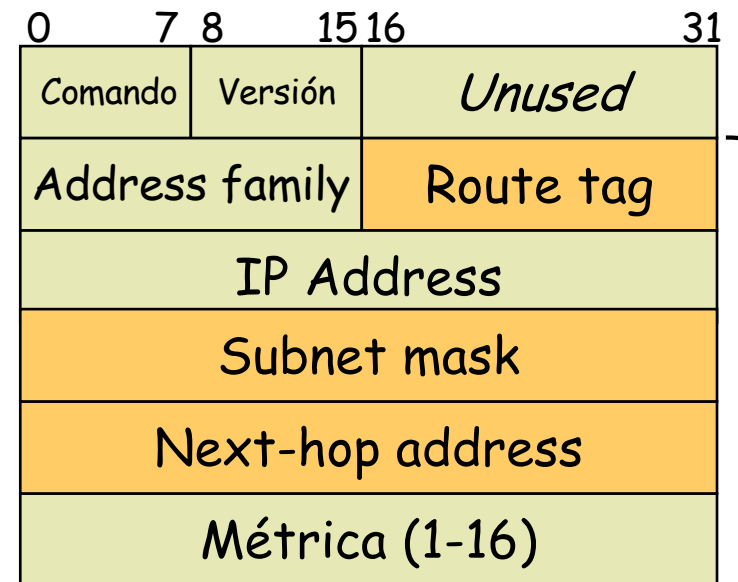 0 7 8 15 16 31
Comando Versión Unused
Address family Route tag
IP Address
Subnet mask
Next-hop address
Métrica (1-16)